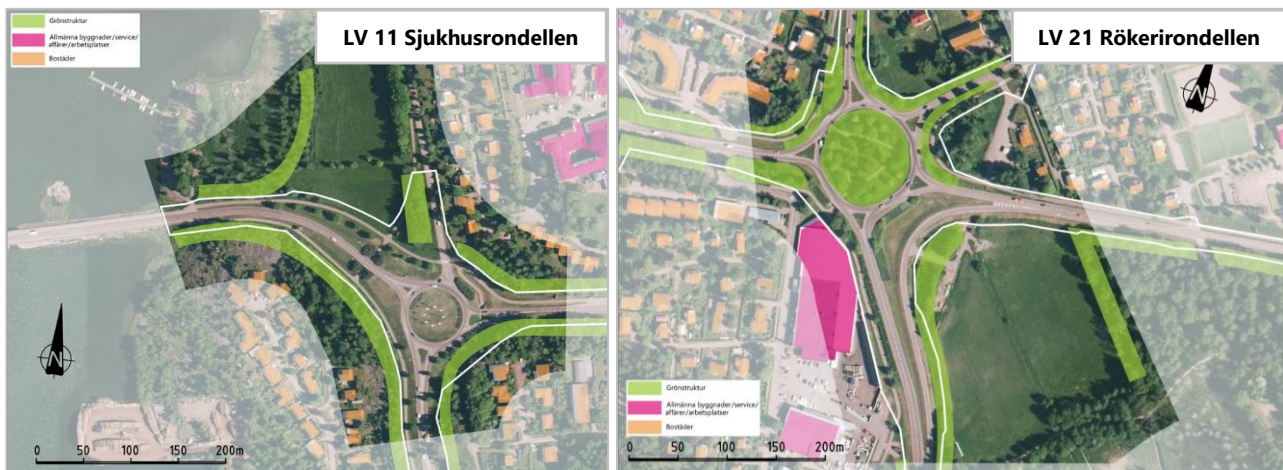 Grönstruktur
Allmänna byggnader/service/
affärer/arbetsplatser
Bostäder
LV 11 Sjukhusrondellen
N
0 50 100 150 200m
LV 21 Rökerirondellen
N
Grönstruktur
Allmänna byggnader/service/
affärer/arbetsplatser
Bostäder
0 50 100 150 200m